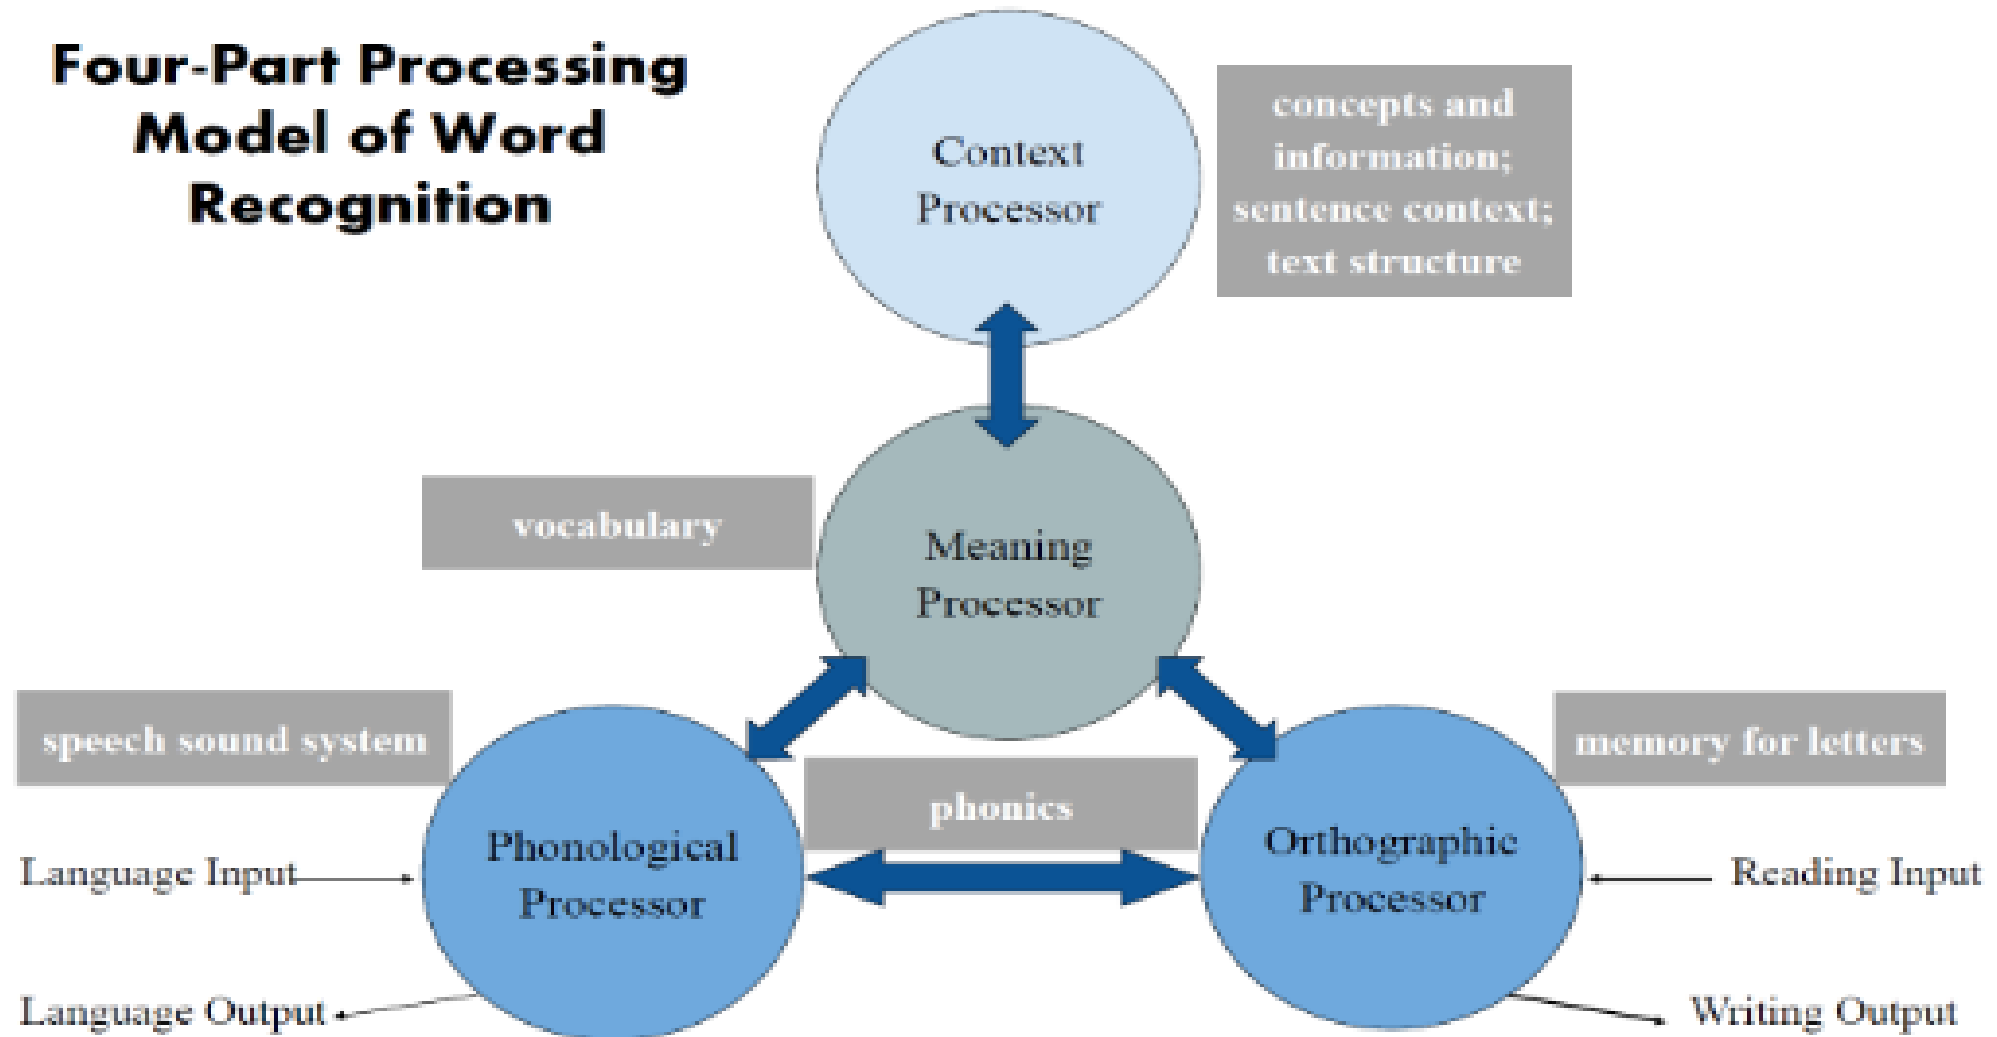 Four-Part Processing
Model of Word
Recognition
Context
Processor
concepts and
information;
sentence context;
text structure
vocabulary
Meaning
Processor
speech sound system
memory for letters
phonics
Phonological
Processor
Orthographic
Processor
Language Input
Reading Input
Language Output
Writing Output